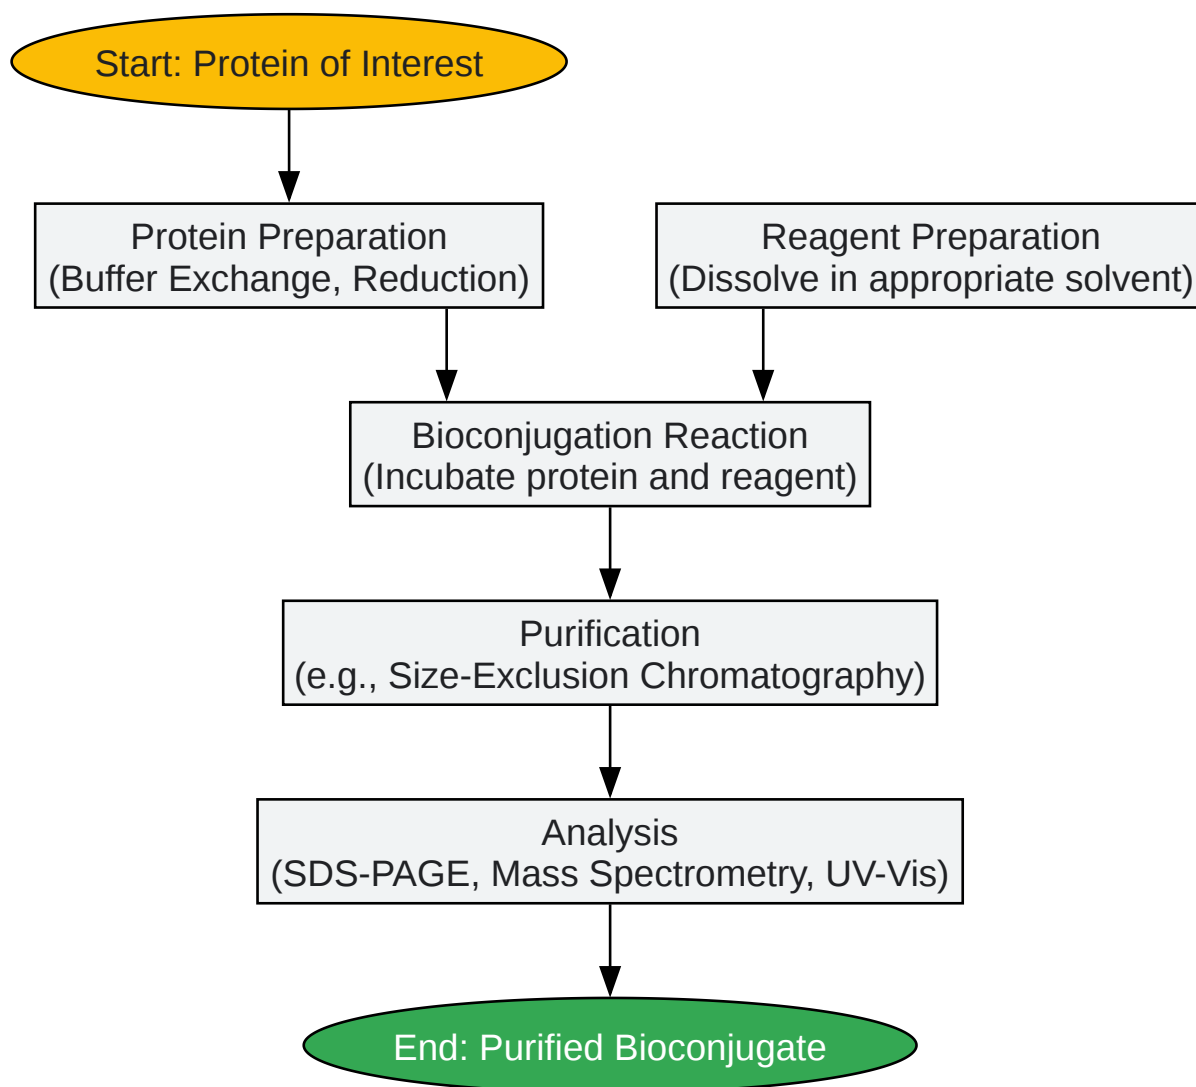 Start: Protein of Interest
Protein Preparation
(Buffer Exchange, Reduction)
Reagent Preparation
(Dissolve in appropriate solvent)
Bioconjugation Reaction
(Incubate protein and reagent)
Purification
(e.g., Size-Exclusion Chromatography)
Analysis
(SDS-PAGE, Mass Spectrometry, UV-Vis)
End: Purified Bioconjugate